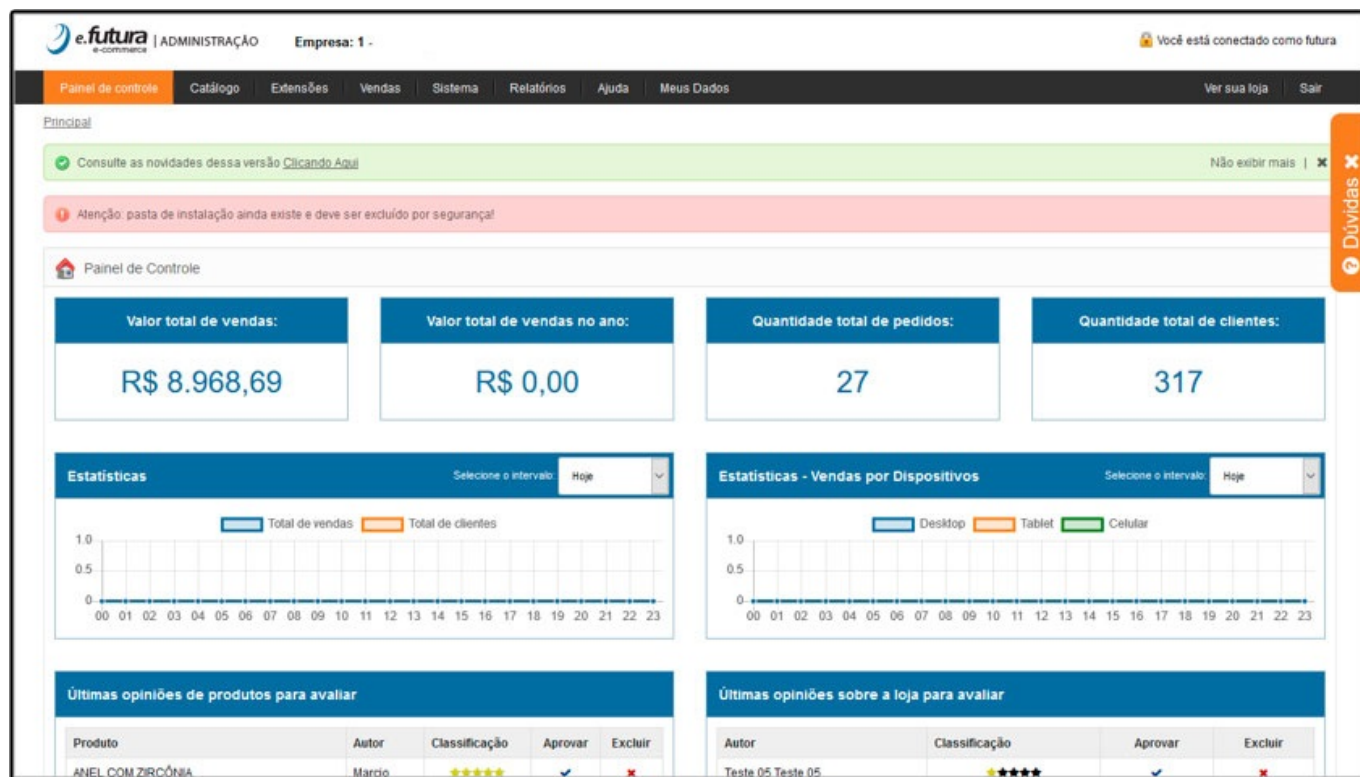 e.futura | ADMINISTRAÇÃO Empresa: 1 - Você está conectado como futura
e-commerce
Painel de controle Catálogo Extensões Vendas Sistema Relatórios Ajuda Meus Dados Ver sua loja Sair
Principal
Consulte as novidades dessa versão Clicando Aqui Não exibir mais | ✖
Atenção: pasta de instalação ainda existe e deve ser excluído por segurança!
? Dúvidas ✖
Painel de Controle
Valor total de vendas: Valor total de vendas no ano: Quantidade total de pedidos: Quantidade total de clientes:
R$ 8.968,69 R$ 0,00 27 317
Estatísticas Selecione o intervalo: Hoje Estatísticas - Vendas por Dispositivos Selecione o intervalo: Hoje
Total de vendas Total de clientes Desktop Tablet Celular
1.0 1.0
0.5 0.5
0 0
00 01 02 03 04 05 06 07 08 09 10 11 12 13 14 15 16 17 18 19 20 21 22 23 00 01 02 03 04 05 06 07 08 09 10 11 12 13 14 15 16 17 18 19 20 21 22 23
Últimas opiniões de produtos para avaliar Últimas opiniões sobre a loja para avaliar
Produto Autor Classificação Aprovar Excluir Autor Classificação Aprovar Excluir
ANEL COM ZIRCÔNIA Marcio Teste 05 Teste 05